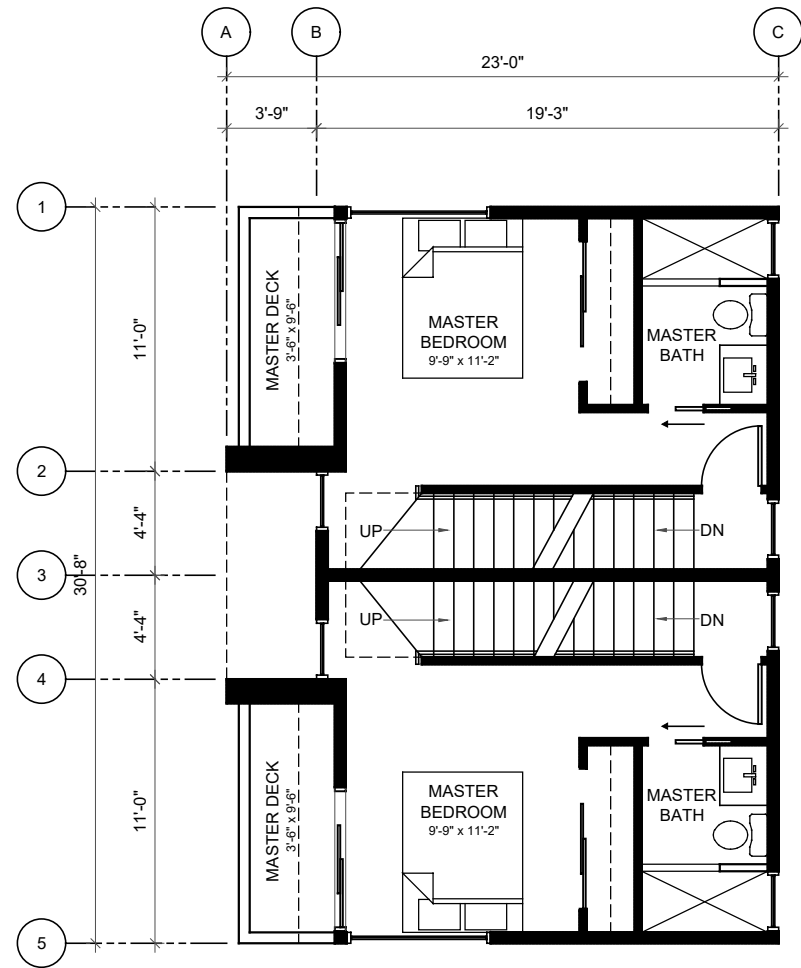 A
B
C
23'-0"
3'-9"
19'-3"
1
2
3
4
5
11'-0"
4'-4"
30'-8"
4'-4"
11'-0"
MASTER DECK
3'-6" x 9'-6"
MASTER
BEDROOM
9'-9" x 11'-2"
MASTER
BATH
UP
DN
UP
DN
MASTER DECK
3'-6" x 9'-6"
MASTER
BEDROOM
9'-9" x 11'-2"
MASTER
BATH